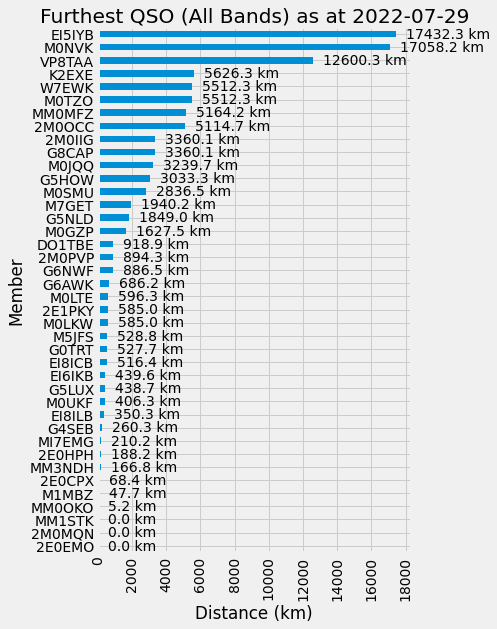 Furthest QSO (All Bands) as at 2022-07-29
EI5IYB 17432.3 km
M0NVK 17058.2 km
VP8TAA 12600.3 km
K2EXE 5626.3 km
W7EWK 5512.3 km
M0TZO 5512.3 km
MM0MFZ 5164.2 km
2M0OCC 5114.7 km
2M0IIG 3360.1 km
G8CAP 3360.1 km
M0JQQ 3239.7 km
G5HOW 3033.3 km
M0SMU 2836.5 km
M7GET 1940.2 km
G5NLD 1849.0 km
M0GZP 1627.5 km
DO1TBE 918.9 km
2M0PVP 894.3 km
G6NWF 886.5 km
G6AWK 686.2 km
M0LTE 596.3 km
2E1PKY 585.0 km
M0LKW 585.0 km
M5JFS 528.8 km
G0TRT 527.7 km
EI8ICB 516.4 km
EI6IKB 439.6 km
G5LUX 438.7 km
M0UKF 406.3 km
EI8ILB 350.3 km
G4SEB 260.3 km
MI7EMG 210.2 km
2E0HPH 188.2 km
MM3NDH 166.8 km
2E0CPX 68.4 km
M1MBZ 47.7 km
MM0OKO 5.2 km
MM1STK 0.0 km
2M0MQN 0.0 km
2E0EMO 0.0 km
Member
0 2000 4000 6000 8000 10000 12000 14000 16000 18000
Distance (km)